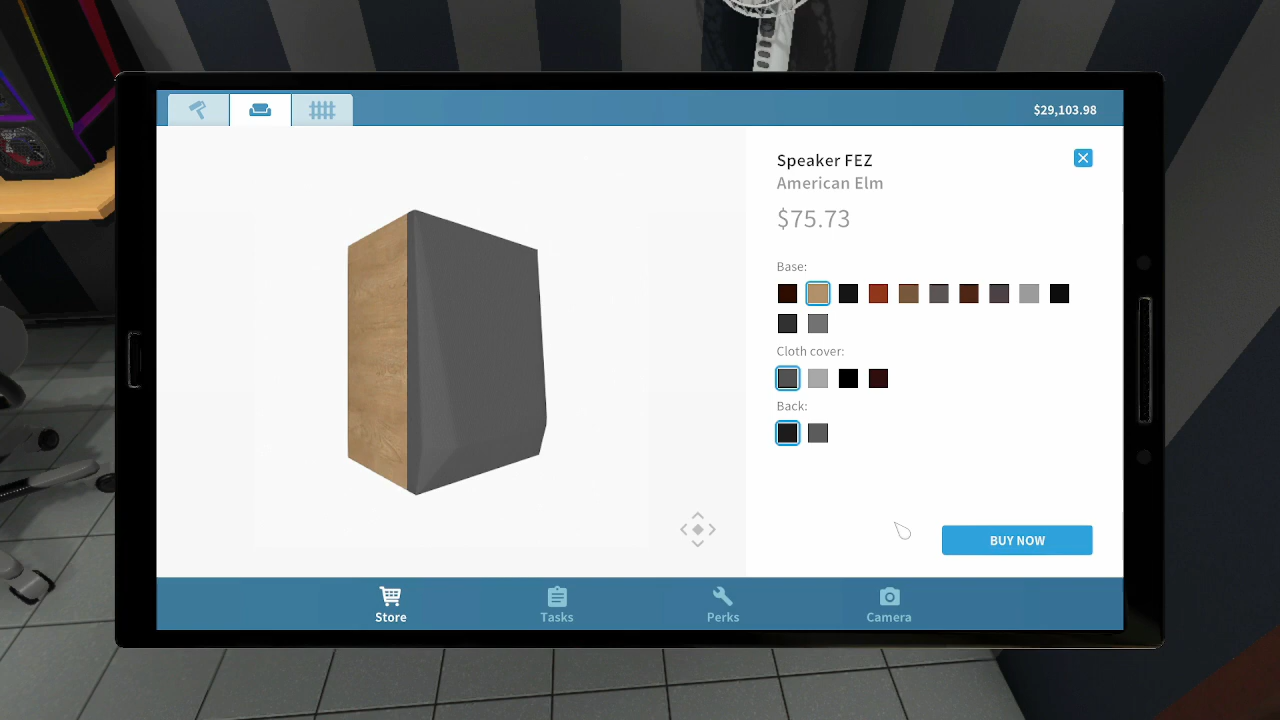 $29,103.98
Speaker FEZ
American Elm
$75.73
Base:
Cloth cover:
Back:
BUY NOW
Store
Tasks
Perks
Camera